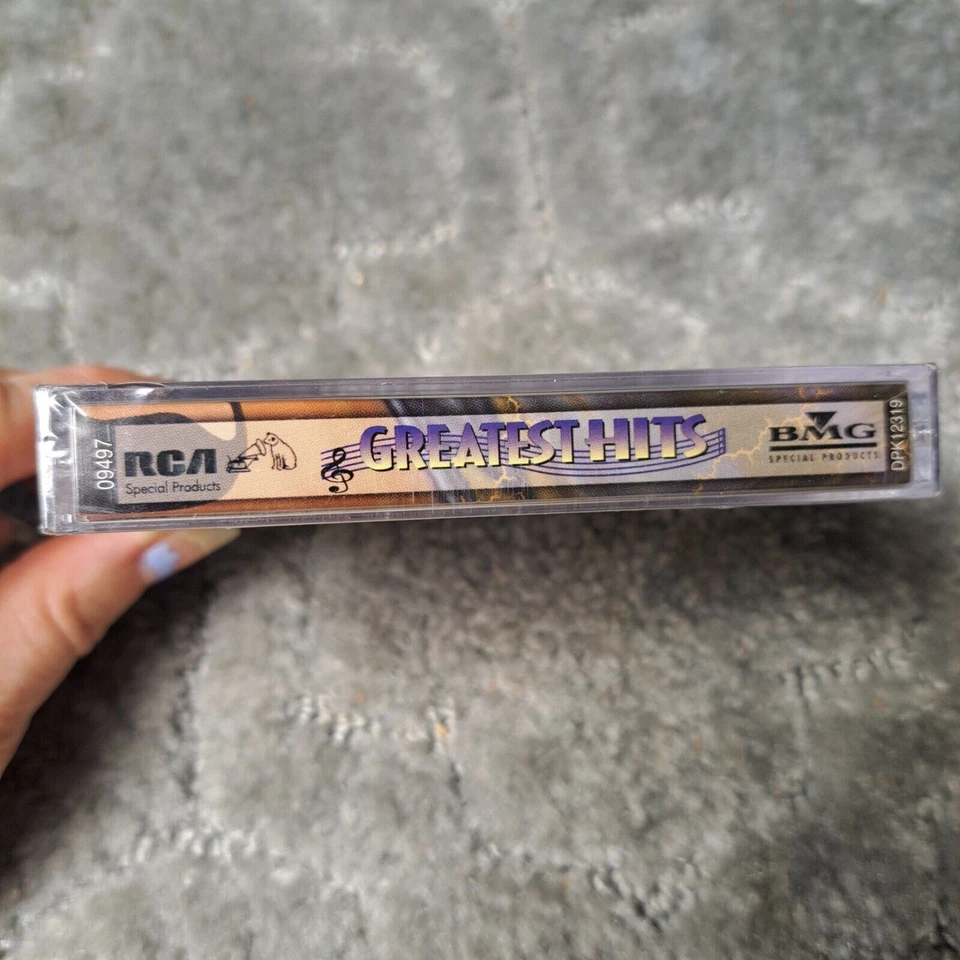 09497
RCA
Special Products
GREATEST HITS
BMG
SPECIAL PRODUCTS
DPK12319